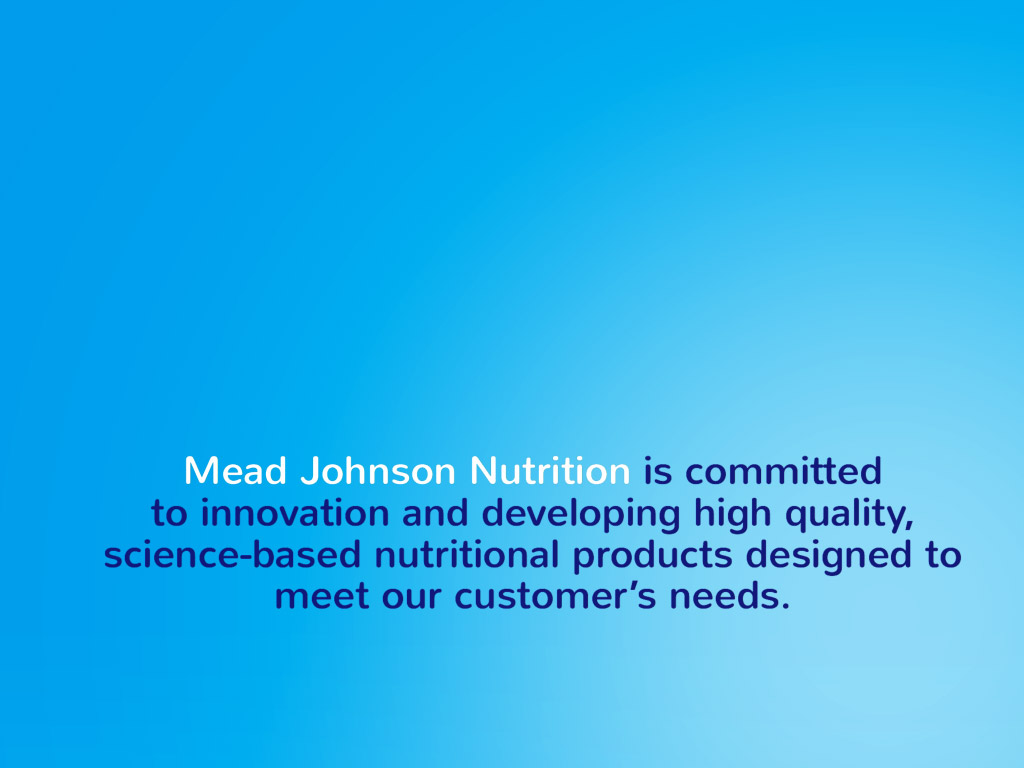 Mead Johnson Nutrition is committed
to innovation and developing high quality,
science-based nutritional products designed to
meet our customer’s needs.